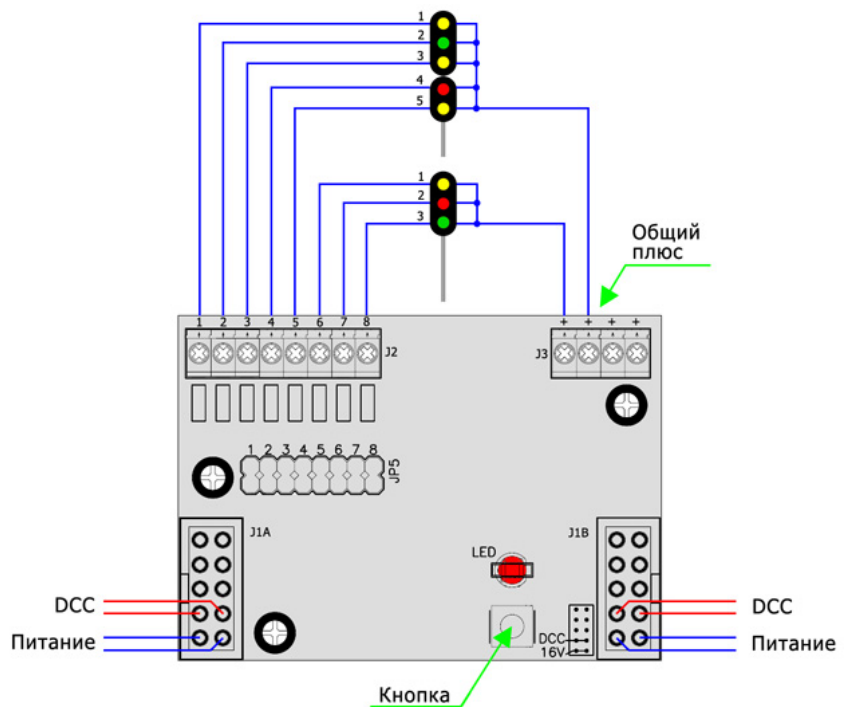 1
2
3
4
5
1
2
3
Общий
плюс
1 2 3 4 5 6 7 8
+ + + +
J2
J3
1 2 3 4 5 6 7 8
JP5
J1A
J1B
LED
DCC
DCC
DCC
16V
Питание
Питание
Кнопка